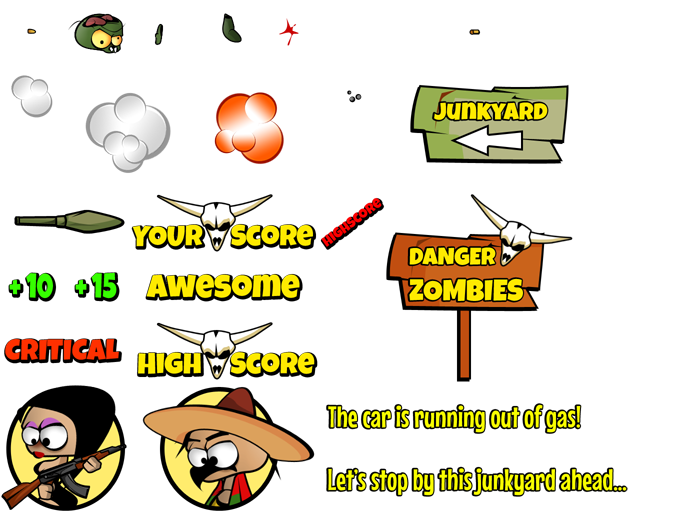 JUNKYARD
YOUR SCORE
HIGHSCORE
DANGER
ZOMBIES
+10 +15
AWESOME
CRITICAL
HIGH SCORE
The car is running out of gas!
Let's stop by this junkyard ahead...